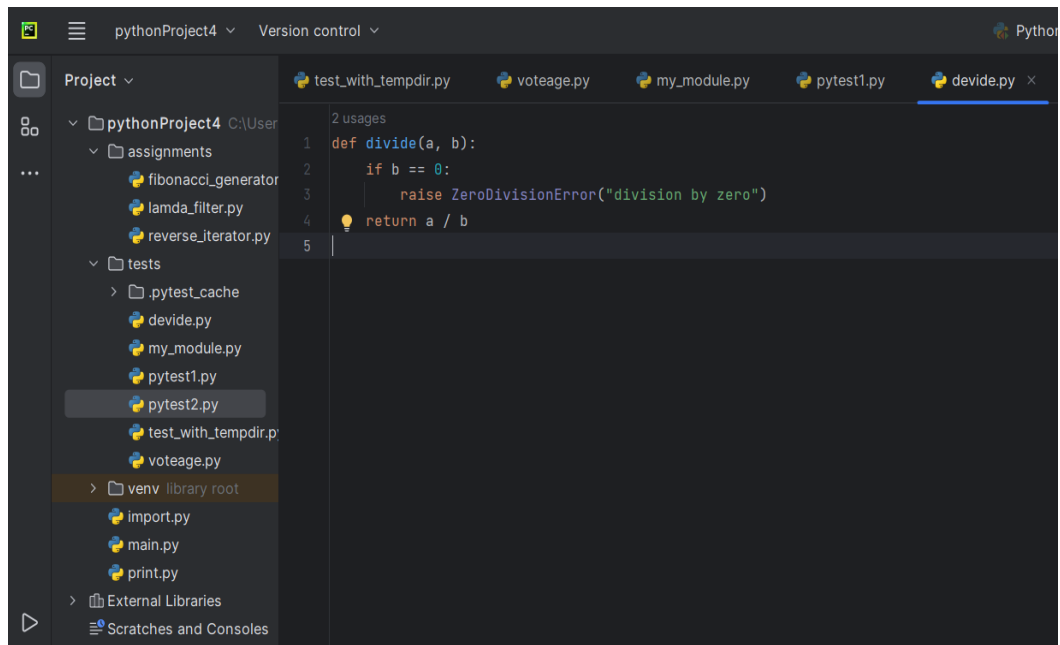 PC
pythonProject4
Version control
Python
Project
test_with_tempdir.py
voteage.py
my_module.py
pytest1.py
devide.py
pythonProject4 C:\User
assignments
fibonacci_generator
lamda_filter.py
reverse_iterator.py
tests
.pytest_cache
devide.py
my_module.py
pytest1.py
pytest2.py
test_with_tempdir.py
voteage.py
venv library root
import.py
main.py
print.py
External Libraries
Scratches and Consoles
2 usages
1 def divide(a, b):
2 if b == 0:
3 raise ZeroDivisionError("division by zero")
4 return a / b
5